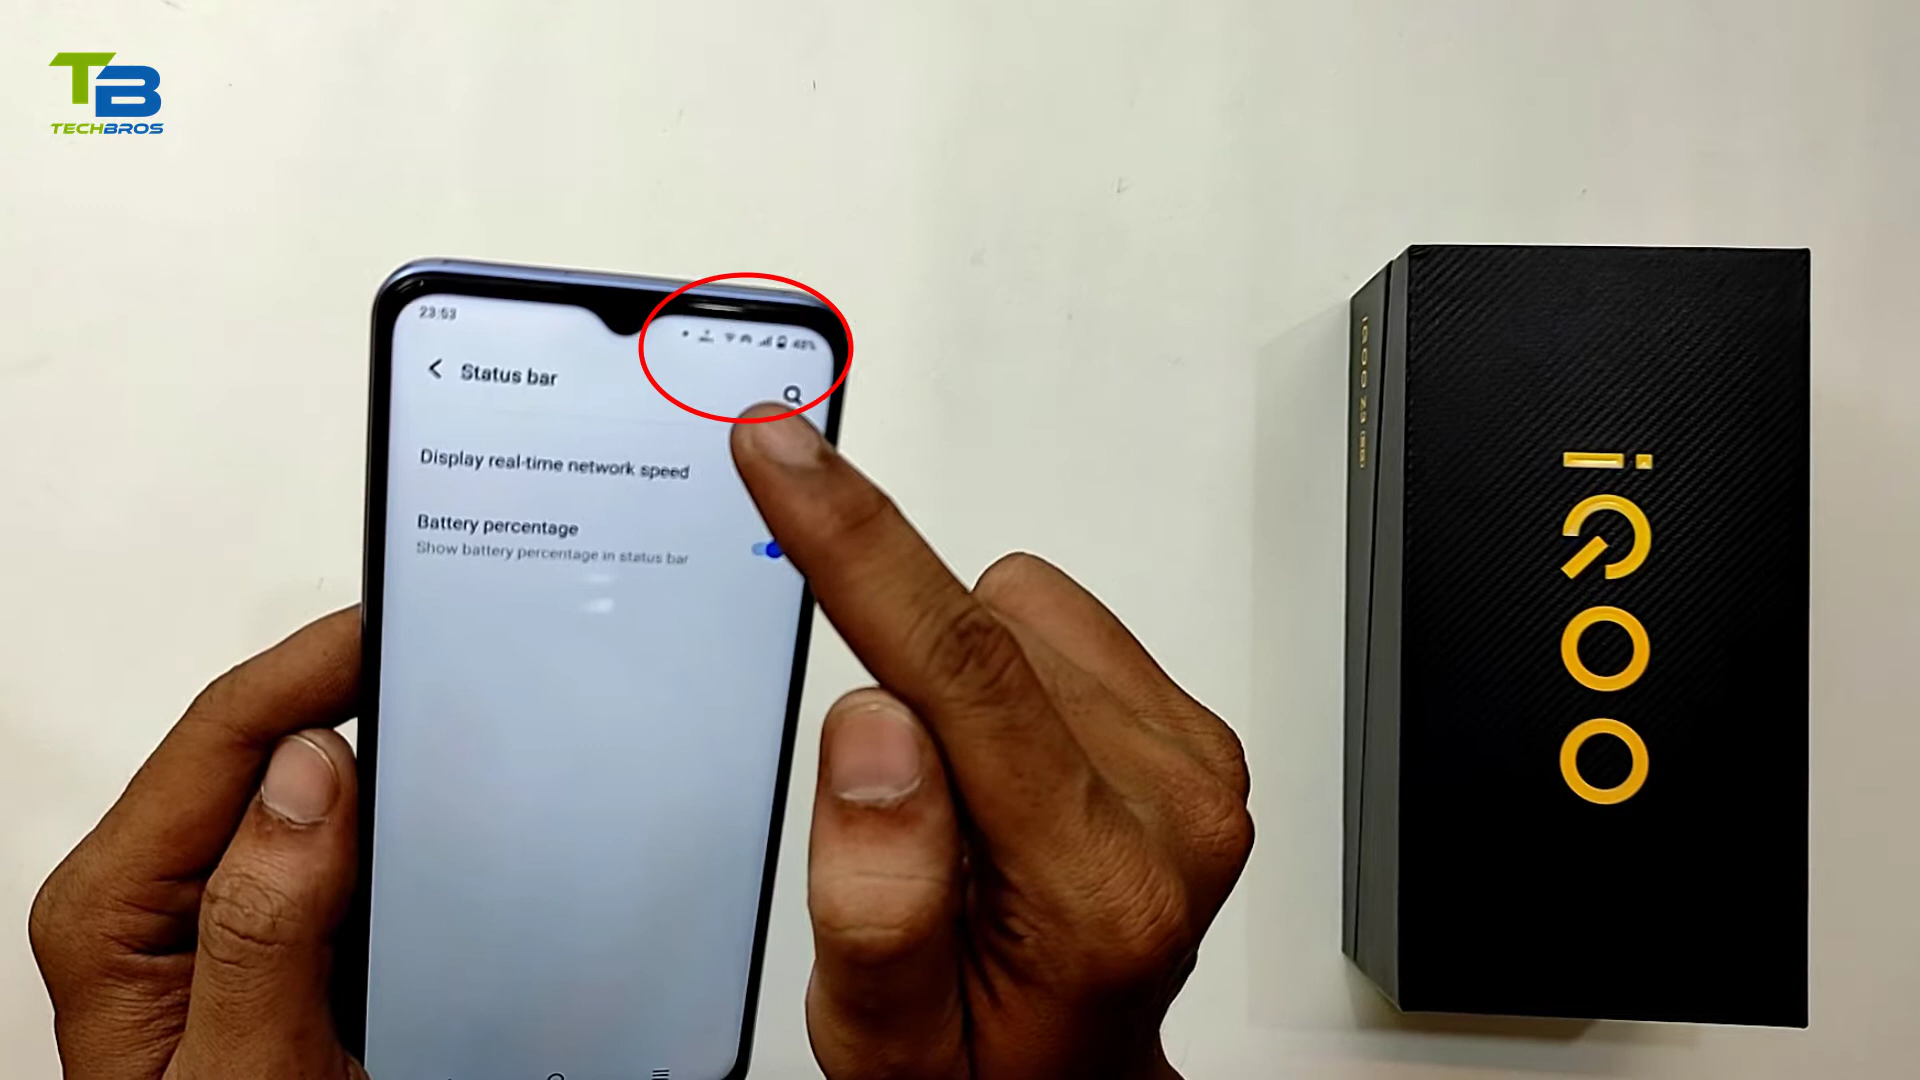 TB
TECHBROS
23:53
Status bar
Display real-time network speed
Battery percentage
Show battery percentage in status bar
iQOO